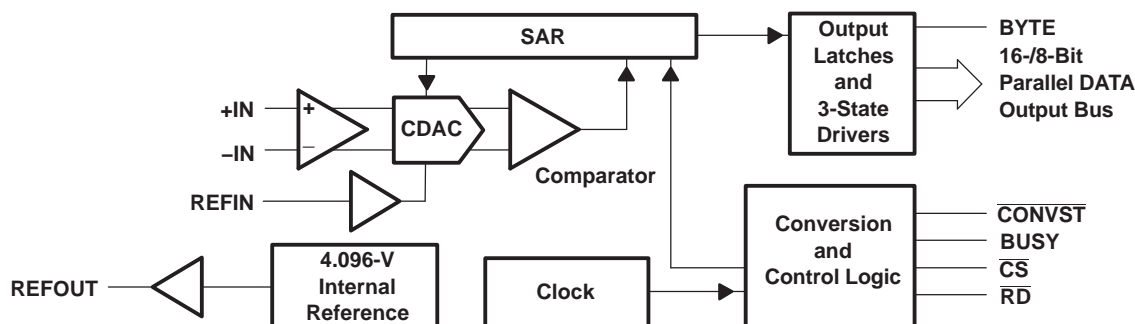 SAR
Output
Latches
and
3-State
Drivers
BYTE
16-/8-Bit
Parallel DATA
Output Bus
+IN
−IN
+
−
CDAC
Comparator
REFIN
Conversion
and
Control Logic
CONVST
BUSY
CS
RD
REFOUT
4.096-V
Internal
Reference
Clock